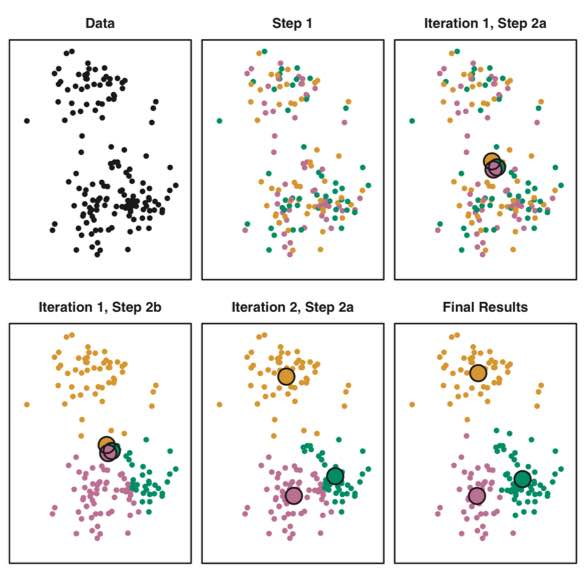 Data
Step 1
Iteration 1, Step 2a
Iteration 1, Step 2b
Iteration 2, Step 2a
Final Results